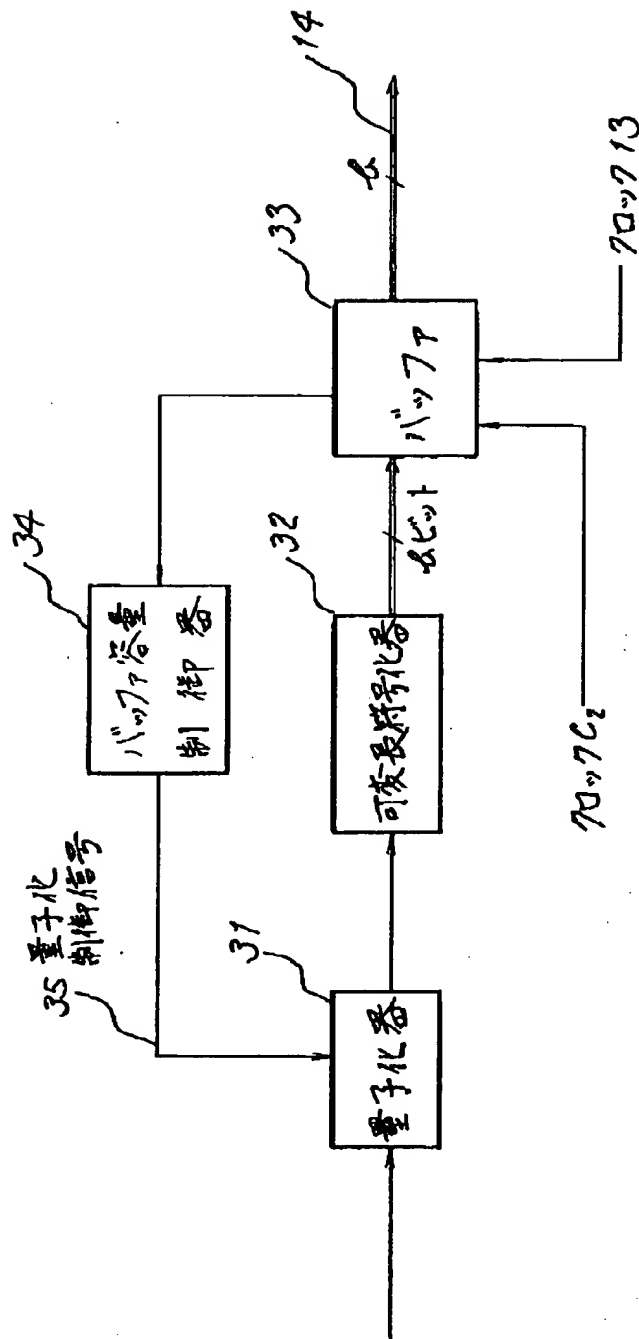 34
バッファ容量
制御器
35
量子化
制御信号
31
量子化器
32
可変長符号化器
ビット
33
バッファ
14
クロックC₂
クロック13